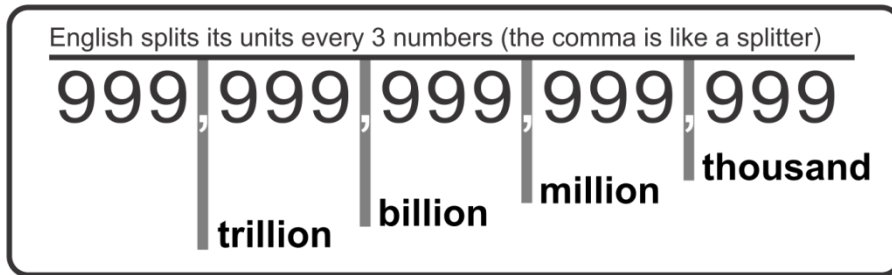 English splits its units every 3 numbers (the comma is like a splitter)
999,999,999,999,999
thousand
million
billion
trillion